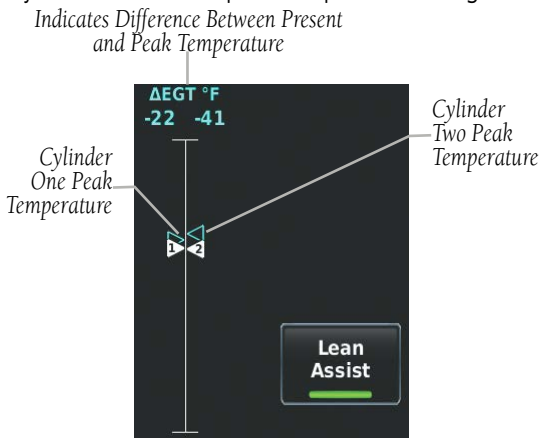 Indicates Difference Between Present
and Peak Temperature
ΔEGT °F
-22 -41
Cylinder
Two Peak
Temperature
Cylinder
One Peak
Temperature
1 2
Lean
Assist